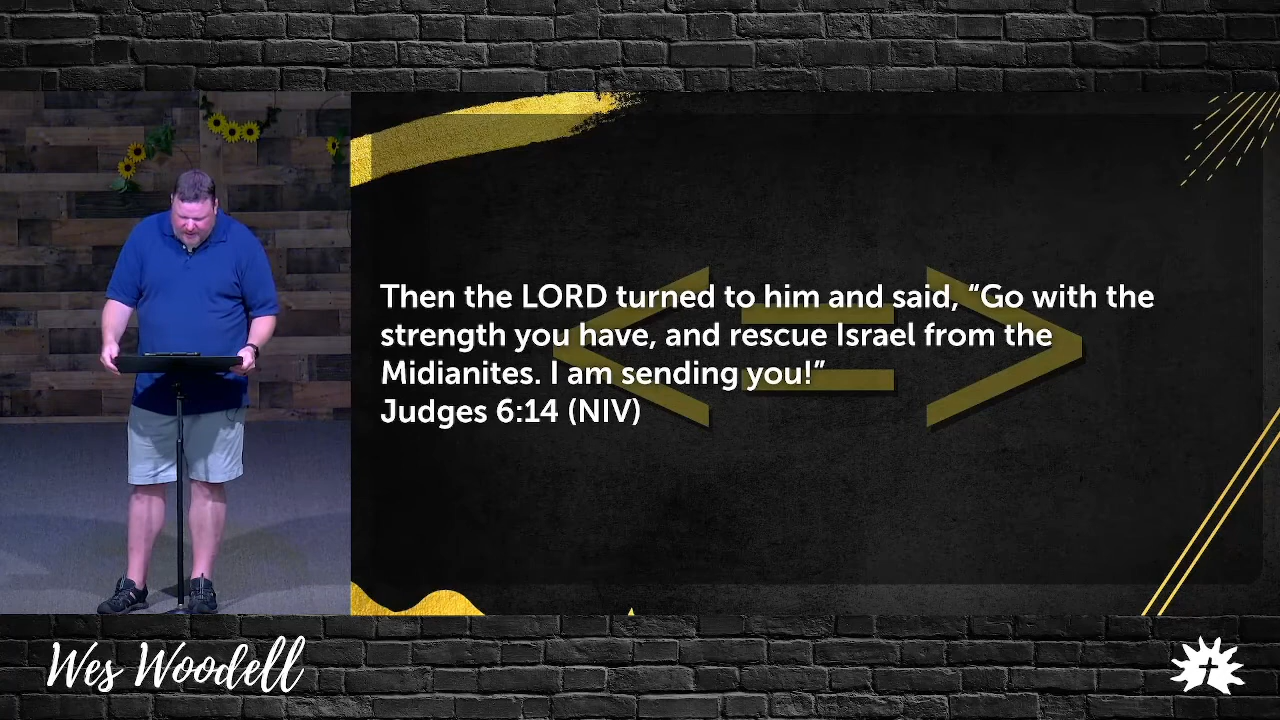 Then the LORD turned to him and said, “Go with the
strength you have, and rescue Israel from the
Midianites. I am sending you!”
Judges 6:14 (NIV)
< = >
Wes Woodell